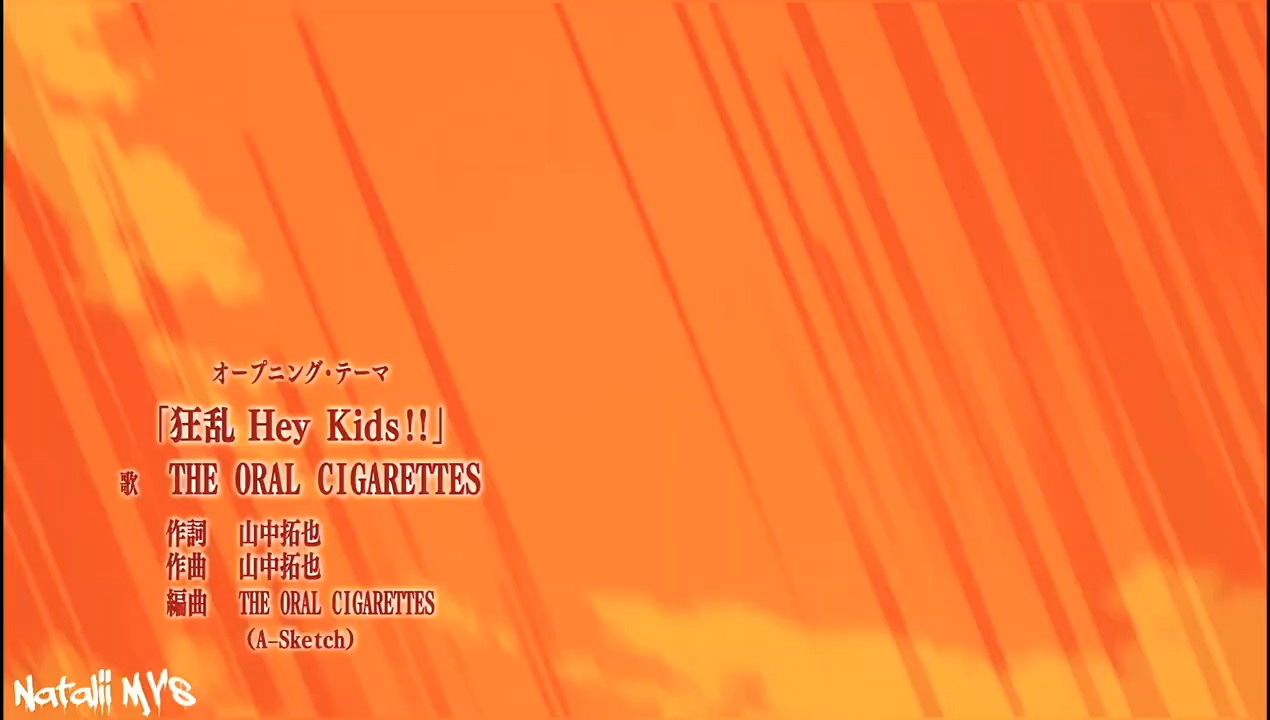 オープニング・テーマ
「狂乱 Hey Kids!!」
歌 THE ORAL CIGARETTES
作詞 山中拓也
作曲 山中拓也
編曲 THE ORAL CIGARETTES
(A-Sketch)
Natalii MV's